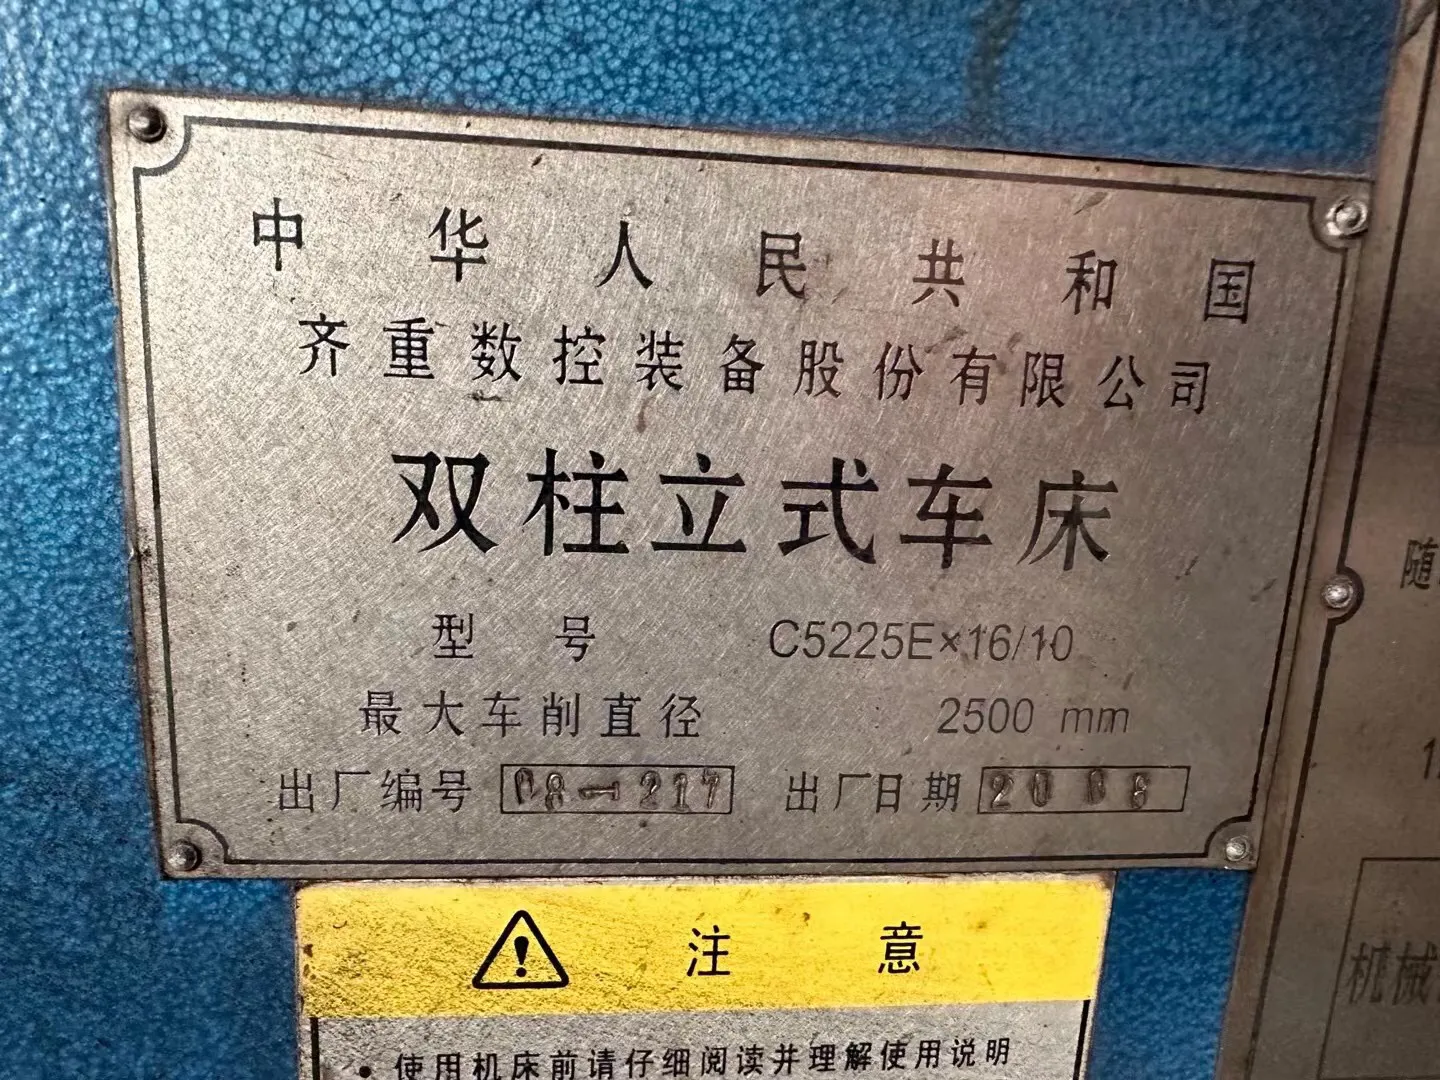 中华人民共和国
齐重数控装备股份有限公司
双柱立式车床
型号 C5225E×16/10
最大车削直径 2500 mm
出厂编号 08-217 出厂日期
注意
• 使用机床前请仔细阅读并理解使用说明
随
机械